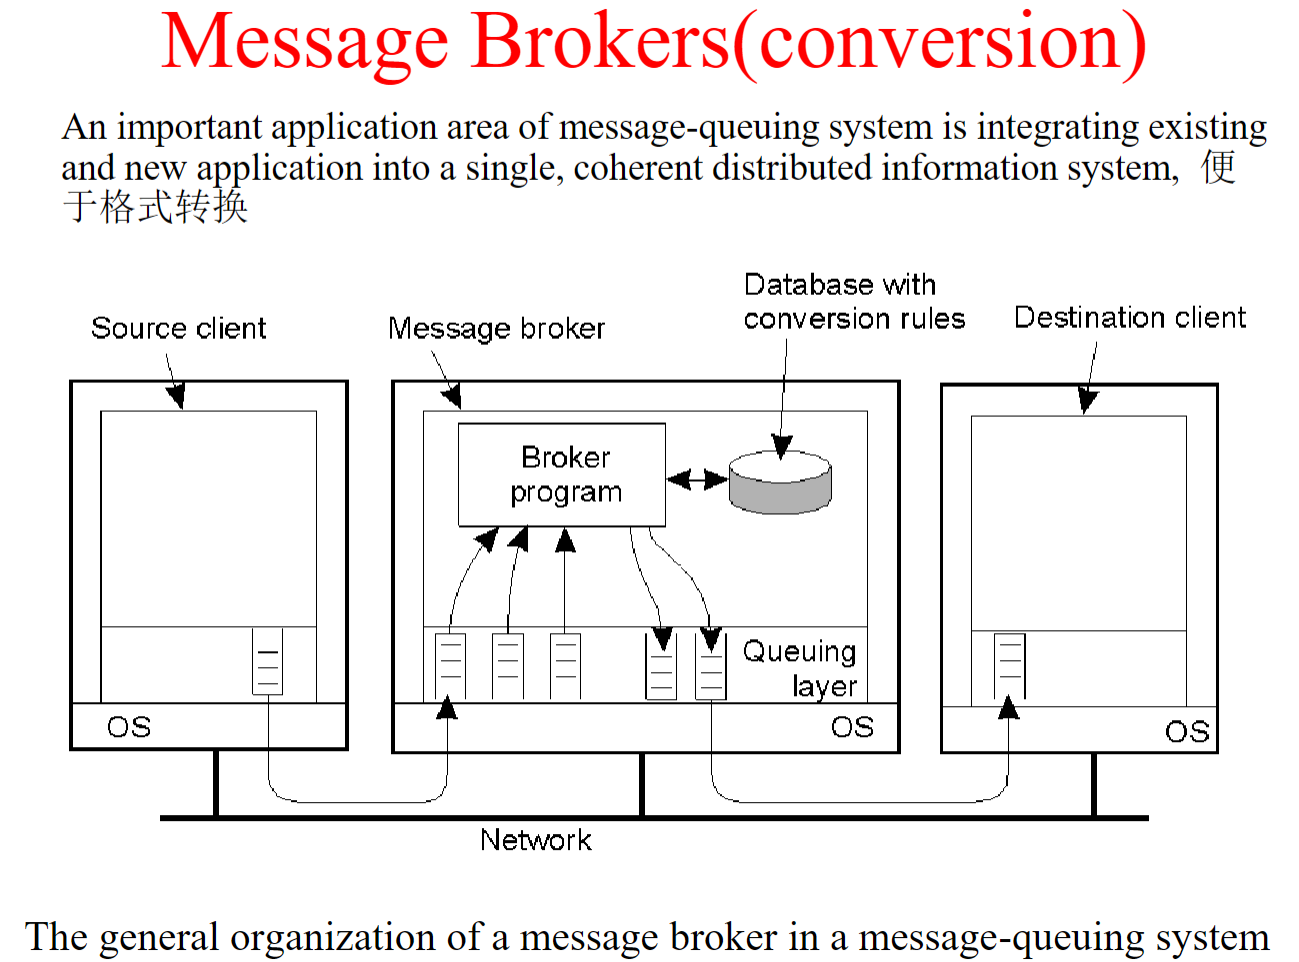 Message Brokers(conversion)
An important application area of message-queuing system is integrating existing
and new application into a single, coherent distributed information system, 便
于格式转换
Database with
conversion rules
Source client
Message broker
Destination client
Broker
program
Queuing
layer
OS
OS
OS
Network
The general organization of a message broker in a message-queuing system